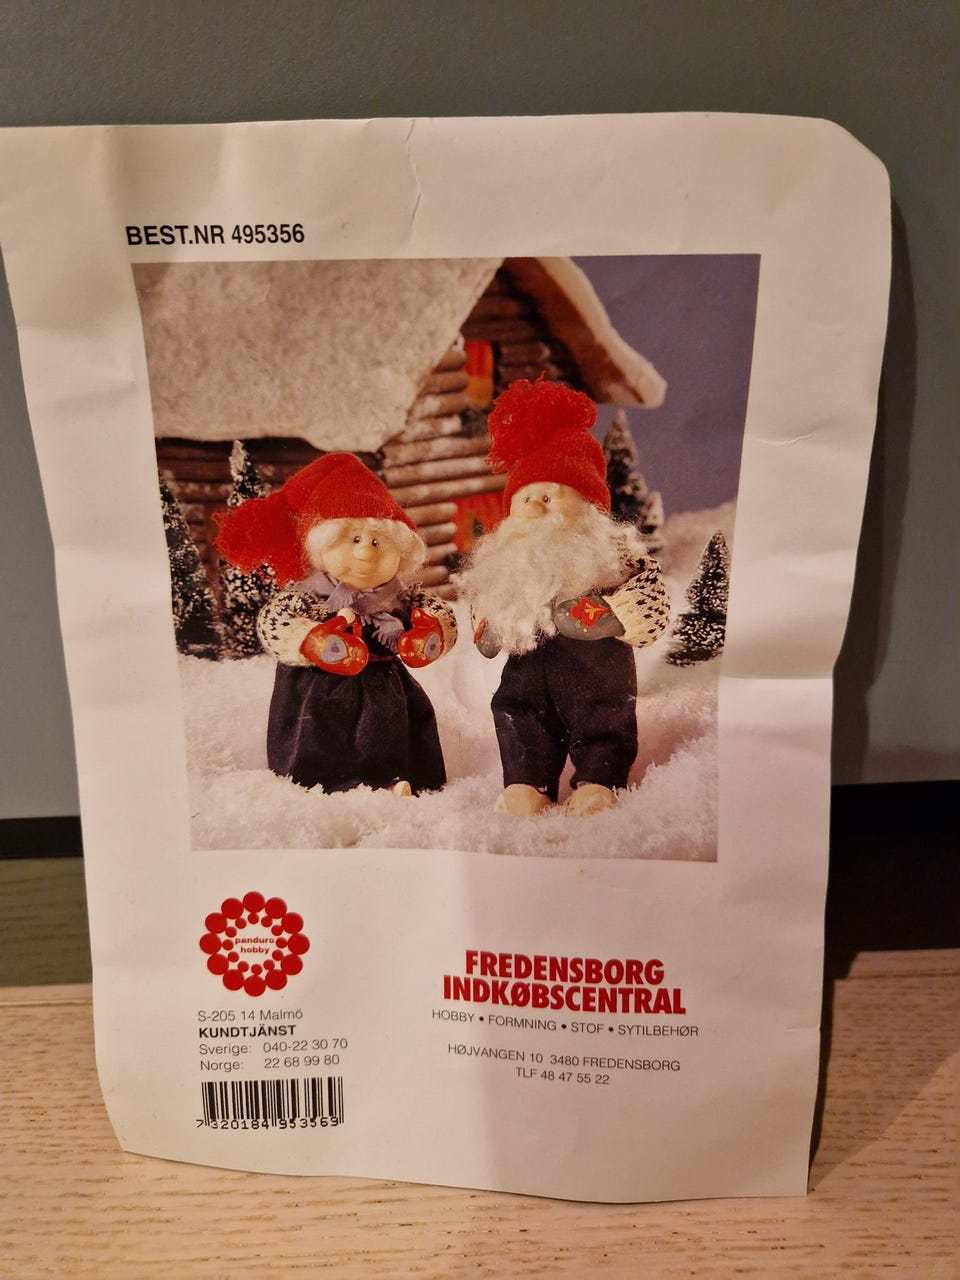 BEST.NR 495356
panduro
hobby
S-205 14 Malmö
KUNDTJÄNST
Sverige: 040-22 30 70
Norge: 22 68 99 80
7 320184 953569
FREDENSBORG
INDKØBSCENTRAL
HOBBY • FORMNING • STOF • SYTILBEHØR
HØJVANGEN 10 3480 FREDENSBORG
TLF 48 47 55 22